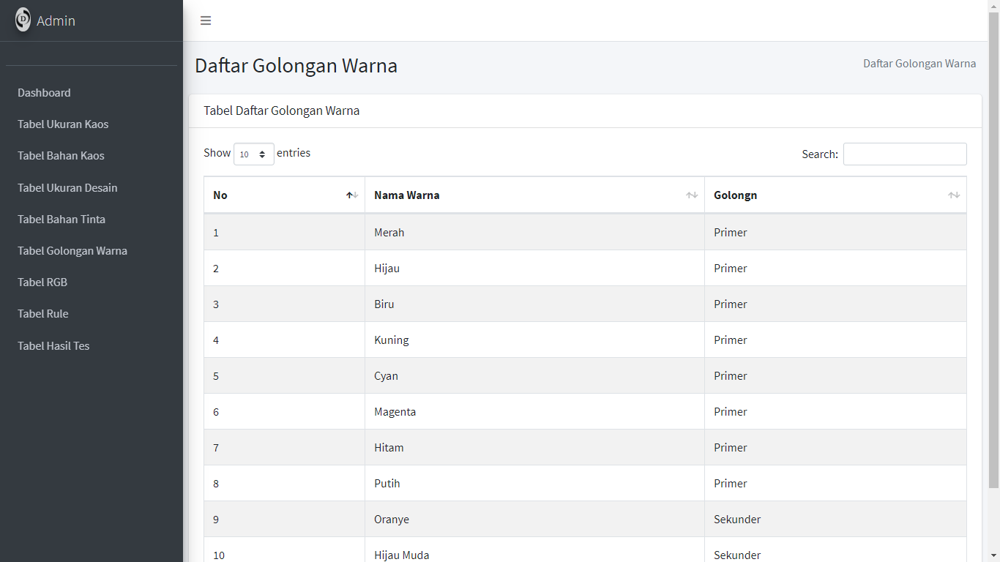 D Admin
Daftar Golongan Warna
Daftar Golongan Warna
Dashboard
Tabel Ukuran Kaos
Tabel Bahan Kaos
Tabel Ukuran Desain
Tabel Bahan Tinta
Tabel Golongan Warna
Tabel RGB
Tabel Rule
Tabel Hasil Tes
Tabel Daftar Golongan Warna
Show 10 entries
Search:
No Nama Warna Golongn
1 Merah Primer
2 Hijau Primer
3 Biru Primer
4 Kuning Primer
5 Cyan Primer
6 Magenta Primer
7 Hitam Primer
8 Putih Primer
9 Oranye Sekunder
10 Hijau Muda Sekunder